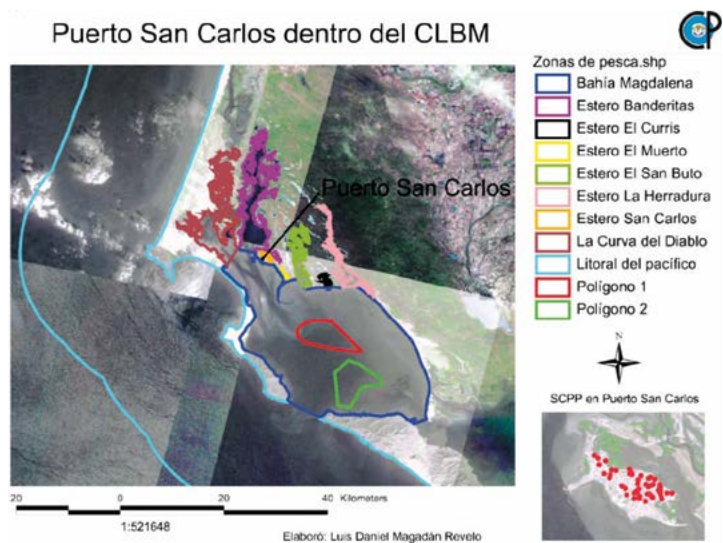 Puerto San Carlos dentro del CLBM
CP
Zonas de pesca.shp
Bahía Magdalena
Estero Banderitas
Estero El Curris
Estero El Muerto
Estero El San Buto
Estero La Herradura
Estero San Carlos
La Curva del Diablo
Litoral del pacífico
Polígono 1
Polígono 2
Puerto San Carlos
N
SCPP en Puerto San Carlos
20 0 20 40 Kilometers
1:521648
Elaboró: Luis Daniel Magadán Revelo